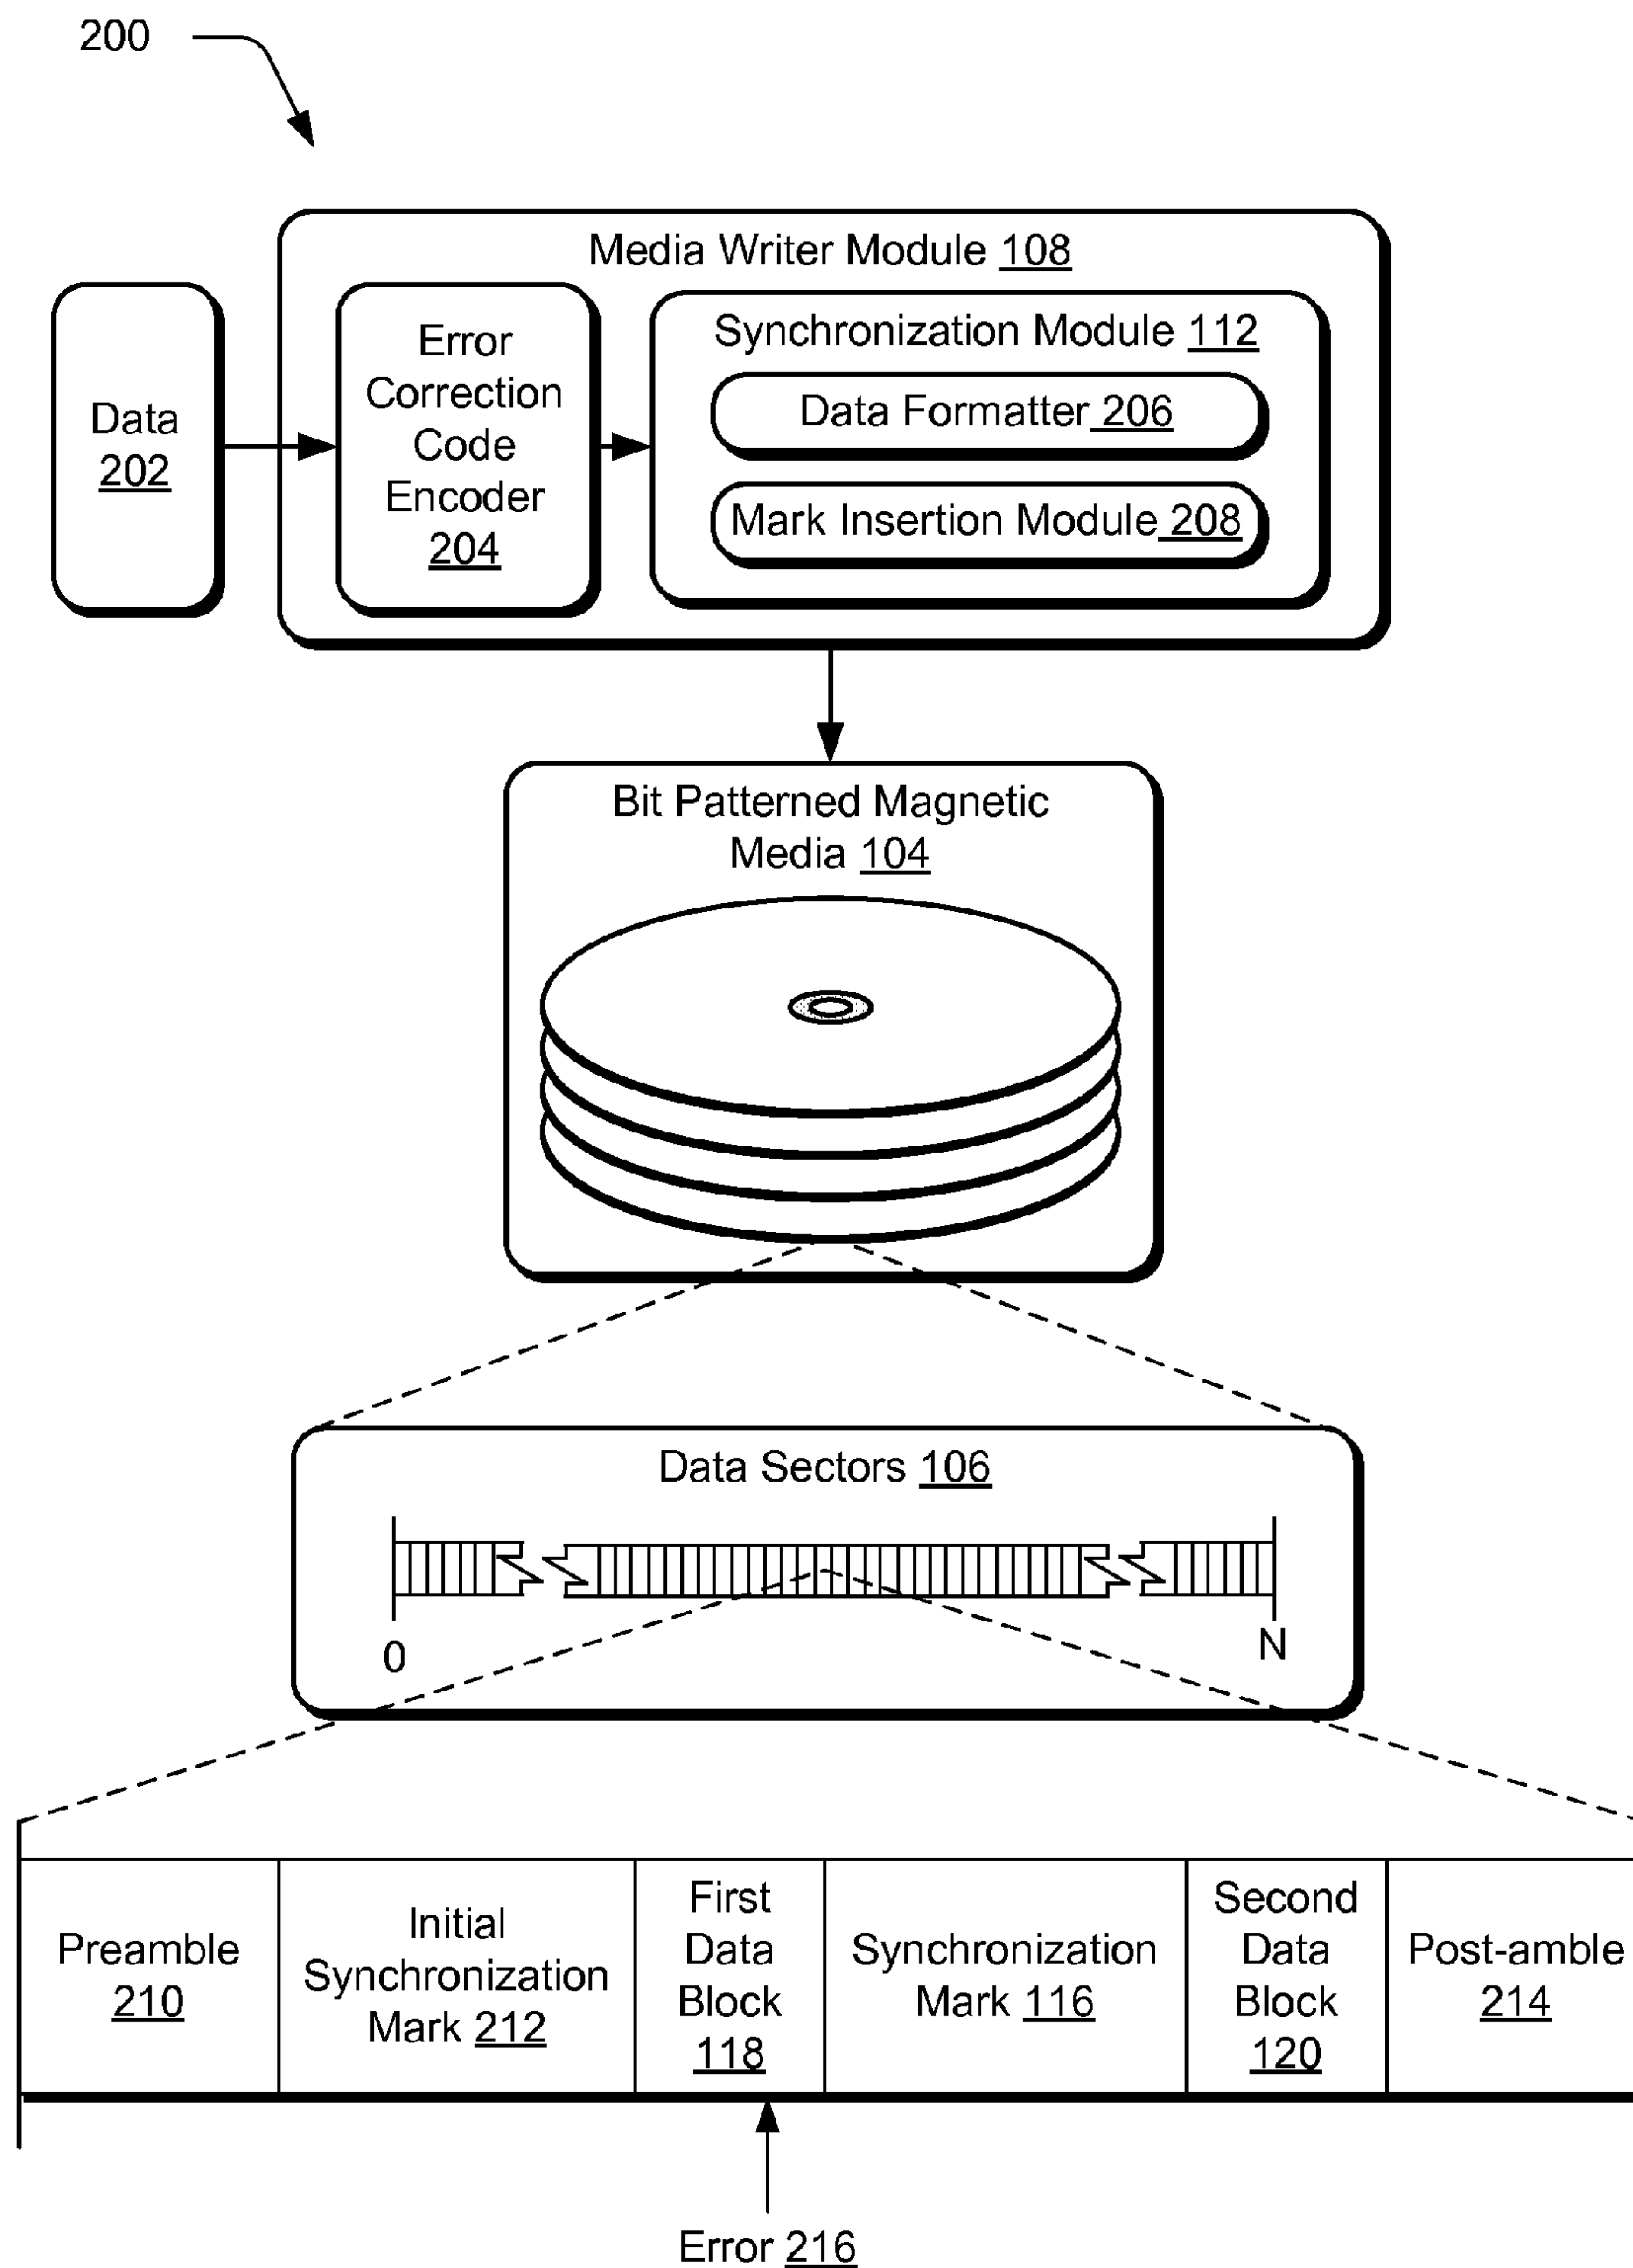 200
Media Writer Module 108
Data
202
Error
Correction
Code
Encoder
204
Synchronization Module 112
Data Formatter 206
Mark Insertion Module 208
Bit Patterned Magnetic
Media 104
Data Sectors 106
0
N
Preamble
210
Initial
Synchronization
Mark 212
First
Data
Block
118
Synchronization
Mark 116
Second
Data
Block
120
Post-amble
214
Error 216